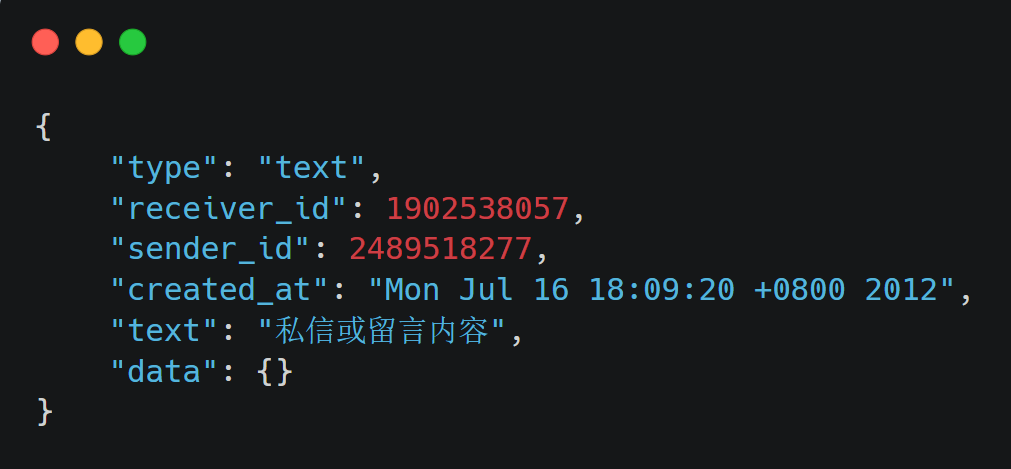 {
    "type": "text",
    "receiver_id": 1902538057,
    "sender_id": 2489518277,
    "created_at": "Mon Jul 16 18:09:20 +0800 2012",
    "text": "私信或留言内容",
    "data": {}
}